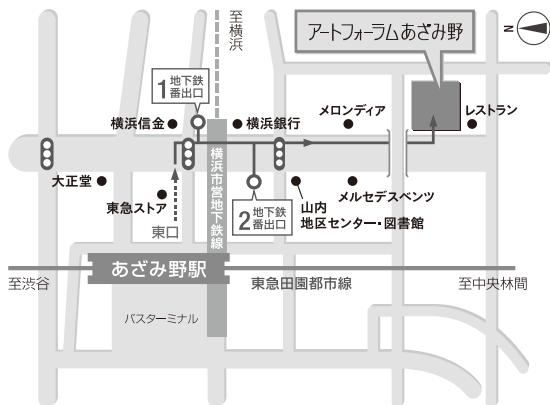 至横浜
アートフォーラムあざみ野
N
1 地下鉄
番出口
横浜信金
横浜銀行
メロンディア
レストラン
大正堂
東急ストア
東口
横浜市営地下鉄線
2 地下鉄
番出口
山内
地区センター・図書館
メルセデスベンツ
あざみ野駅
至渋谷
東急田園都市線
至中央林間
バスターミナル